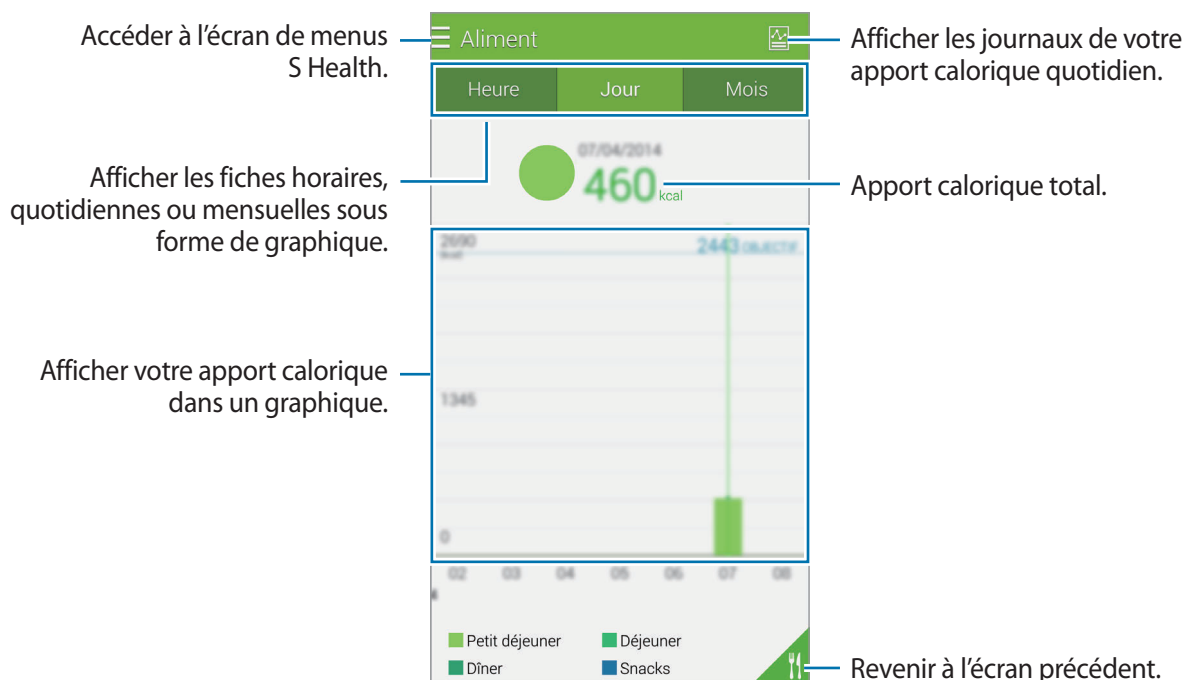 Accéder à l'écran de menus
S Health.
Aliment
Afficher les journaux de votre
apport calorique quotidien.
Heure Jour Mois
Afficher les fiches horaires,
quotidiennes ou mensuelles sous
forme de graphique.
07/04/2014
460 kcal
Apport calorique total.
2690
2443 OBJECTIF
Afficher votre apport calorique
dans un graphique.
1345
0
02 03 04 05 06 07 08
Petit déjeuner Déjeuner
Dîner Snacks
Revenir à l'écran précédent.